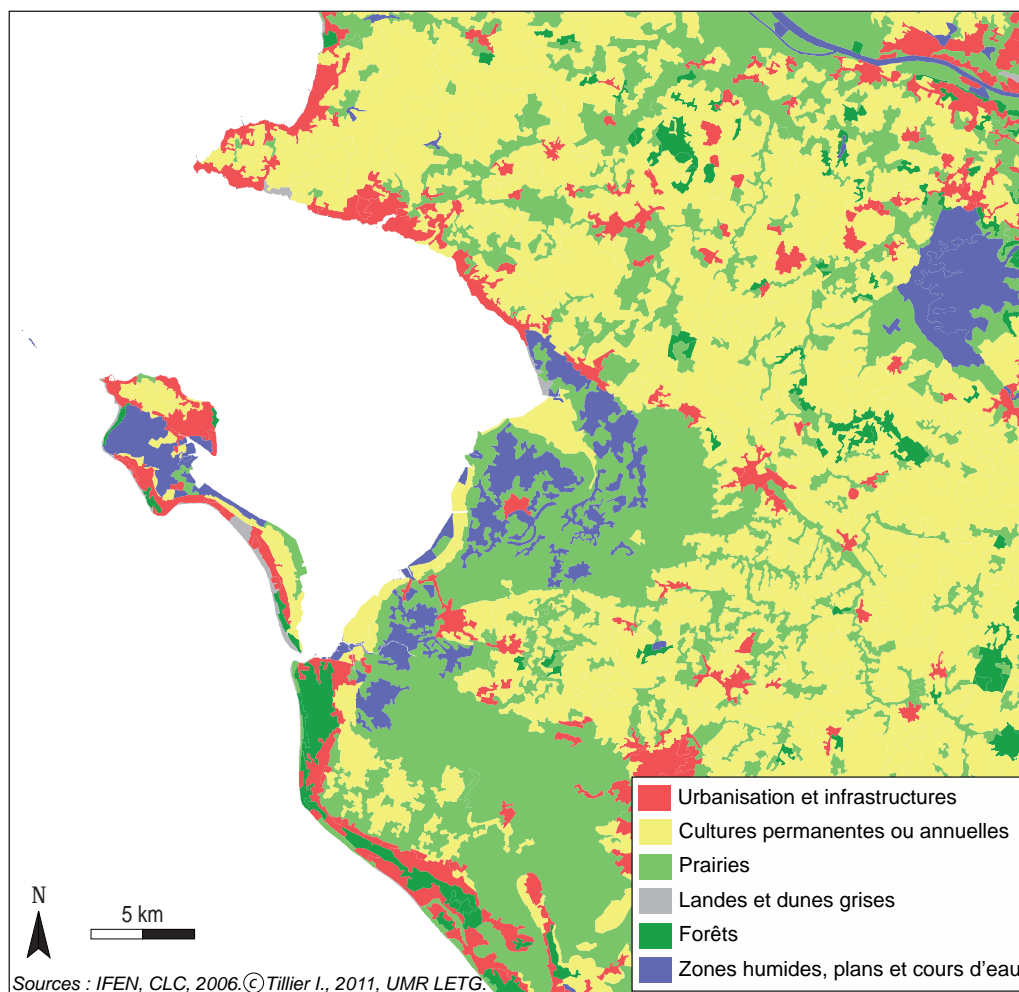 Urbanisation et infrastructures
Cultures permanentes ou annuelles
Prairies
Landes et dunes grises
Forêts
Zones humides, plans et cours d'eau
N
5 km
Sources : IFEN, CLC, 2006.©Tillier I., 2011, UMR LETG.